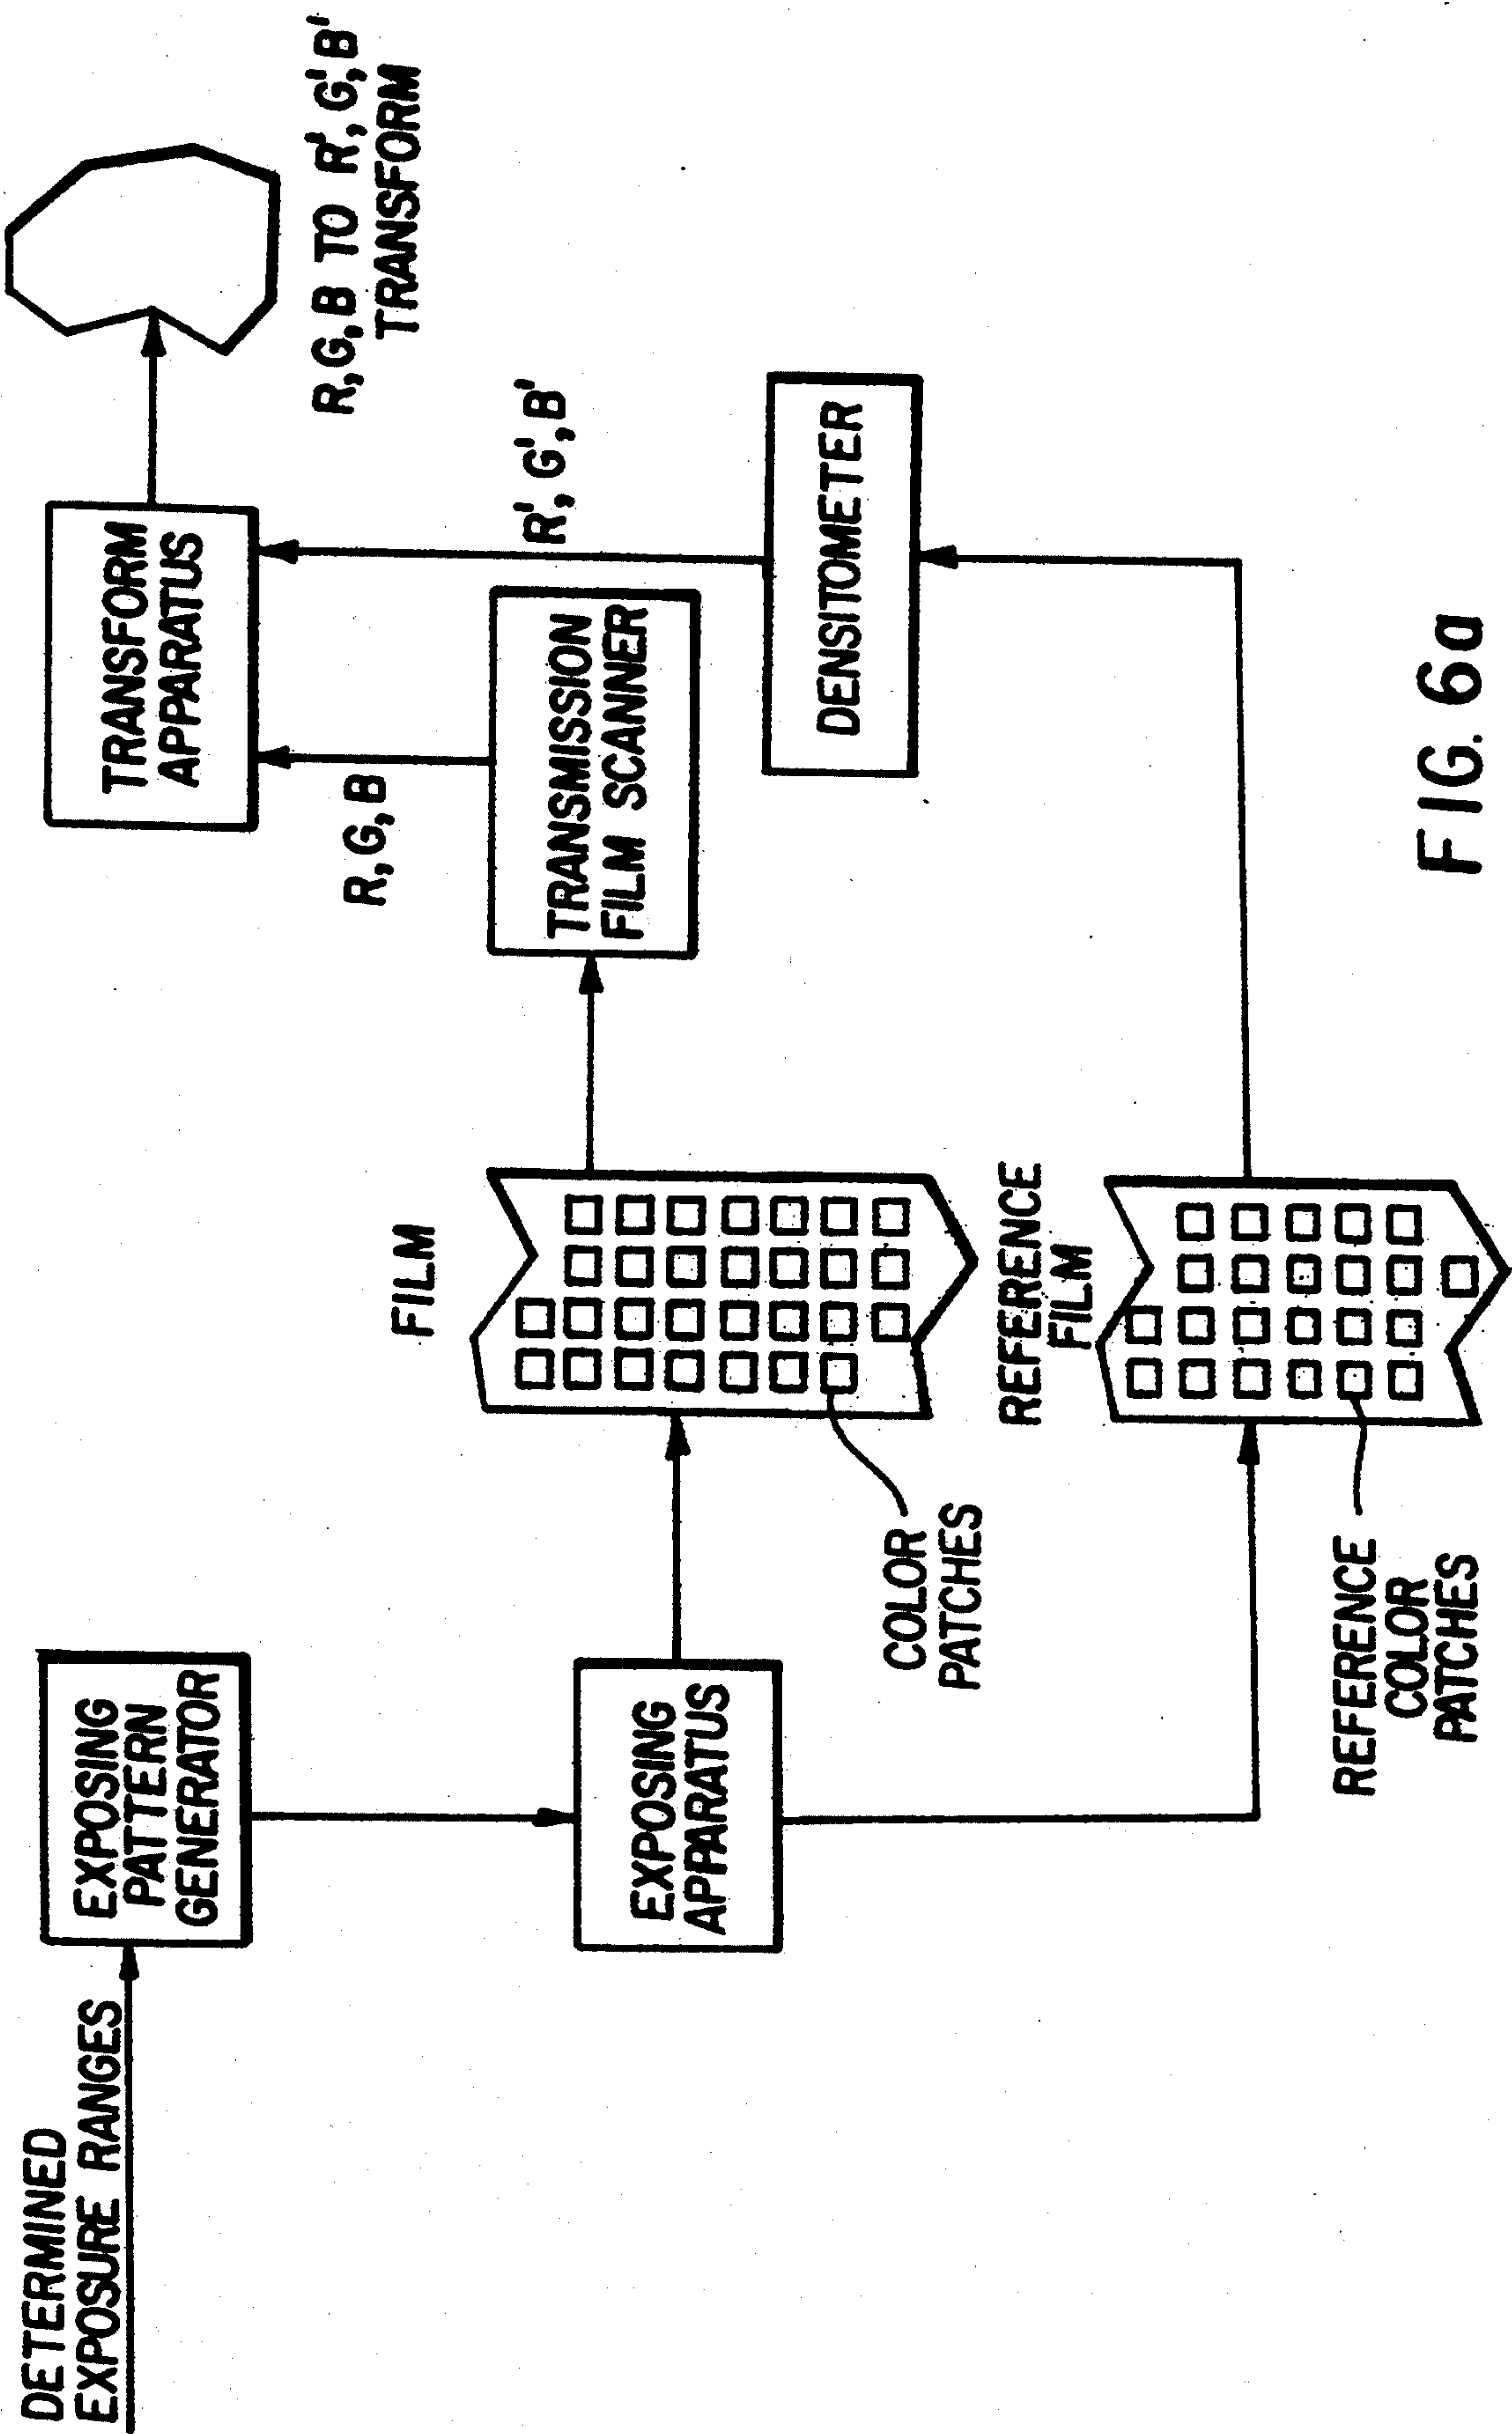 DETERMINED
EXPOSURE RANGES
EXPOSING
PATTERN
GENERATOR
EXPOSING
APPARATUS
FILM
COLOR
PATCHES
REFERENCE
FILM
REFERENCE
COLOR
PATCHES
TRANSMISSION
FILM SCANNER
DENSITOMETER
R,G,B
R',G',B'
TRANSFORM
APPARATUS
R,G,B TO R',G',B'
TRANSFORM
FIG. 6a